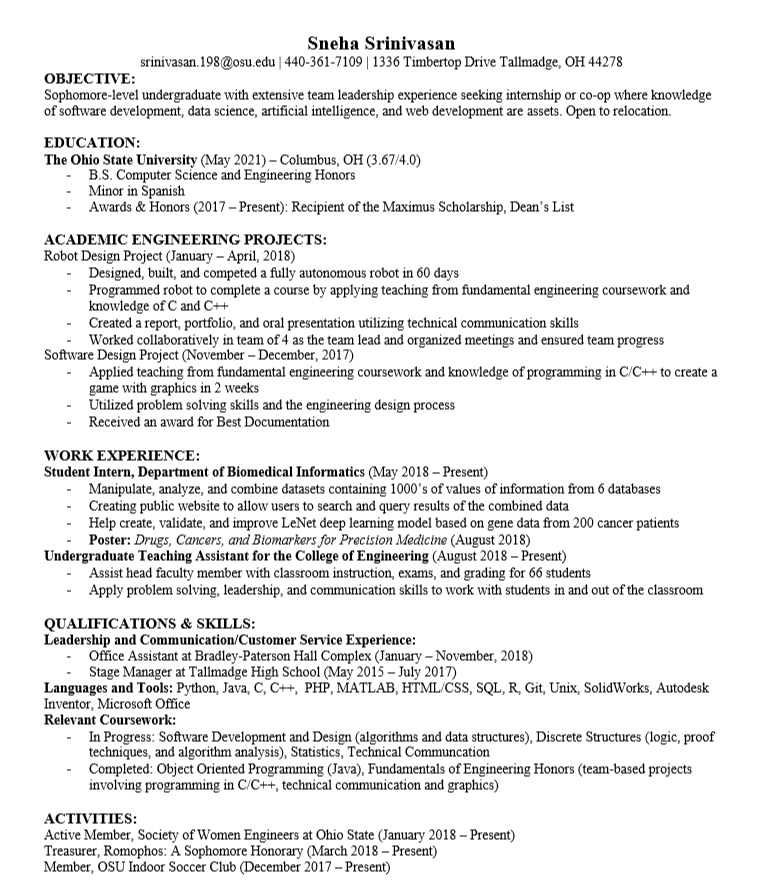 Sneha Srinivasan
srinivasan.198@osu.edu | 440-361-7109 | 1336 Timbertop Drive Tallmadge, OH 44278
OBJECTIVE:
Sophomore-level undergraduate with extensive team leadership experience seeking internship or co-op where knowledge
of software development, data science, artificial intelligence, and web development are assets. Open to relocation.
EDUCATION:
The Ohio State University (May 2021) – Columbus, OH (3.67/4.0)
- B.S. Computer Science and Engineering Honors
- Minor in Spanish
- Awards & Honors (2017 – Present): Recipient of the Maximus Scholarship, Dean's List
ACADEMIC ENGINEERING PROJECTS:
Robot Design Project (January – April, 2018)
- Designed, built, and competed a fully autonomous robot in 60 days
- Programmed robot to complete a course by applying teaching from fundamental engineering coursework and
knowledge of C and C++
- Created a report, portfolio, and oral presentation utilizing technical communication skills
- Worked collaboratively in team of 4 as the team lead and organized meetings and ensured team progress
Software Design Project (November – December, 2017)
- Applied teaching from fundamental engineering coursework and knowledge of programming in C/C++ to create a
game with graphics in 2 weeks
- Utilized problem solving skills and the engineering design process
- Received an award for Best Documentation
WORK EXPERIENCE:
Student Intern, Department of Biomedical Informatics (May 2018 – Present)
- Manipulate, analyze, and combine datasets containing 1000's of values of information from 6 databases
- Creating public website to allow users to search and query results of the combined data
- Help create, validate, and improve LeNet deep learning model based on gene data from 200 cancer patients
- Poster: Drugs, Cancers, and Biomarkers for Precision Medicine (August 2018)
Undergraduate Teaching Assistant for the College of Engineering (August 2018 – Present)
- Assist head faculty member with classroom instruction, exams, and grading for 66 students
- Apply problem solving, leadership, and communication skills to work with students in and out of the classroom
QUALIFICATIONS & SKILLS:
Leadership and Communication/Customer Service Experience:
- Office Assistant at Bradley-Paterson Hall Complex (January – November, 2018)
- Stage Manager at Tallmadge High School (May 2015 – July 2017)
Languages and Tools: Python, Java, C, C++, PHP, MATLAB, HTML/CSS, SQL, R, Git, Unix, SolidWorks, Autodesk
Inventor, Microsoft Office
Relevant Coursework:
- In Progress: Software Development and Design (algorithms and data structures), Discrete Structures (logic, proof
techniques, and algorithm analysis), Statistics, Technical Communcation
- Completed: Object Oriented Programming (Java), Fundamentals of Engineering Honors (team-based projects
involving programming in C/C++, technical communication and graphics)
ACTIVITIES:
Active Member, Society of Women Engineers at Ohio State (January 2018 – Present)
Treasurer, Romophos: A Sophomore Honorary (March 2018 – Present)
Member, OSU Indoor Soccer Club (December 2017 – Present)